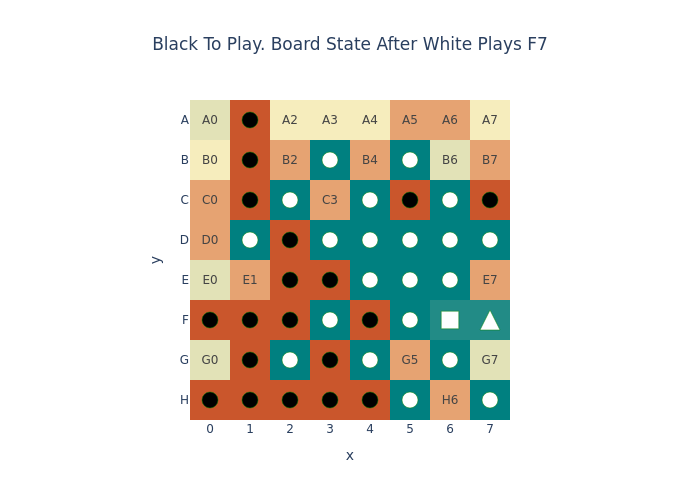 Black To Play. Board State After White Plays F7
A A0 A2 A3 A4 A5 A6 A7
B B0 B2 B4 B6 B7
C C0 C3
D D0
E E0 E1 E7
F
G G0 G5 G7
H H6
0 1 2 3 4 5 6 7
x
y